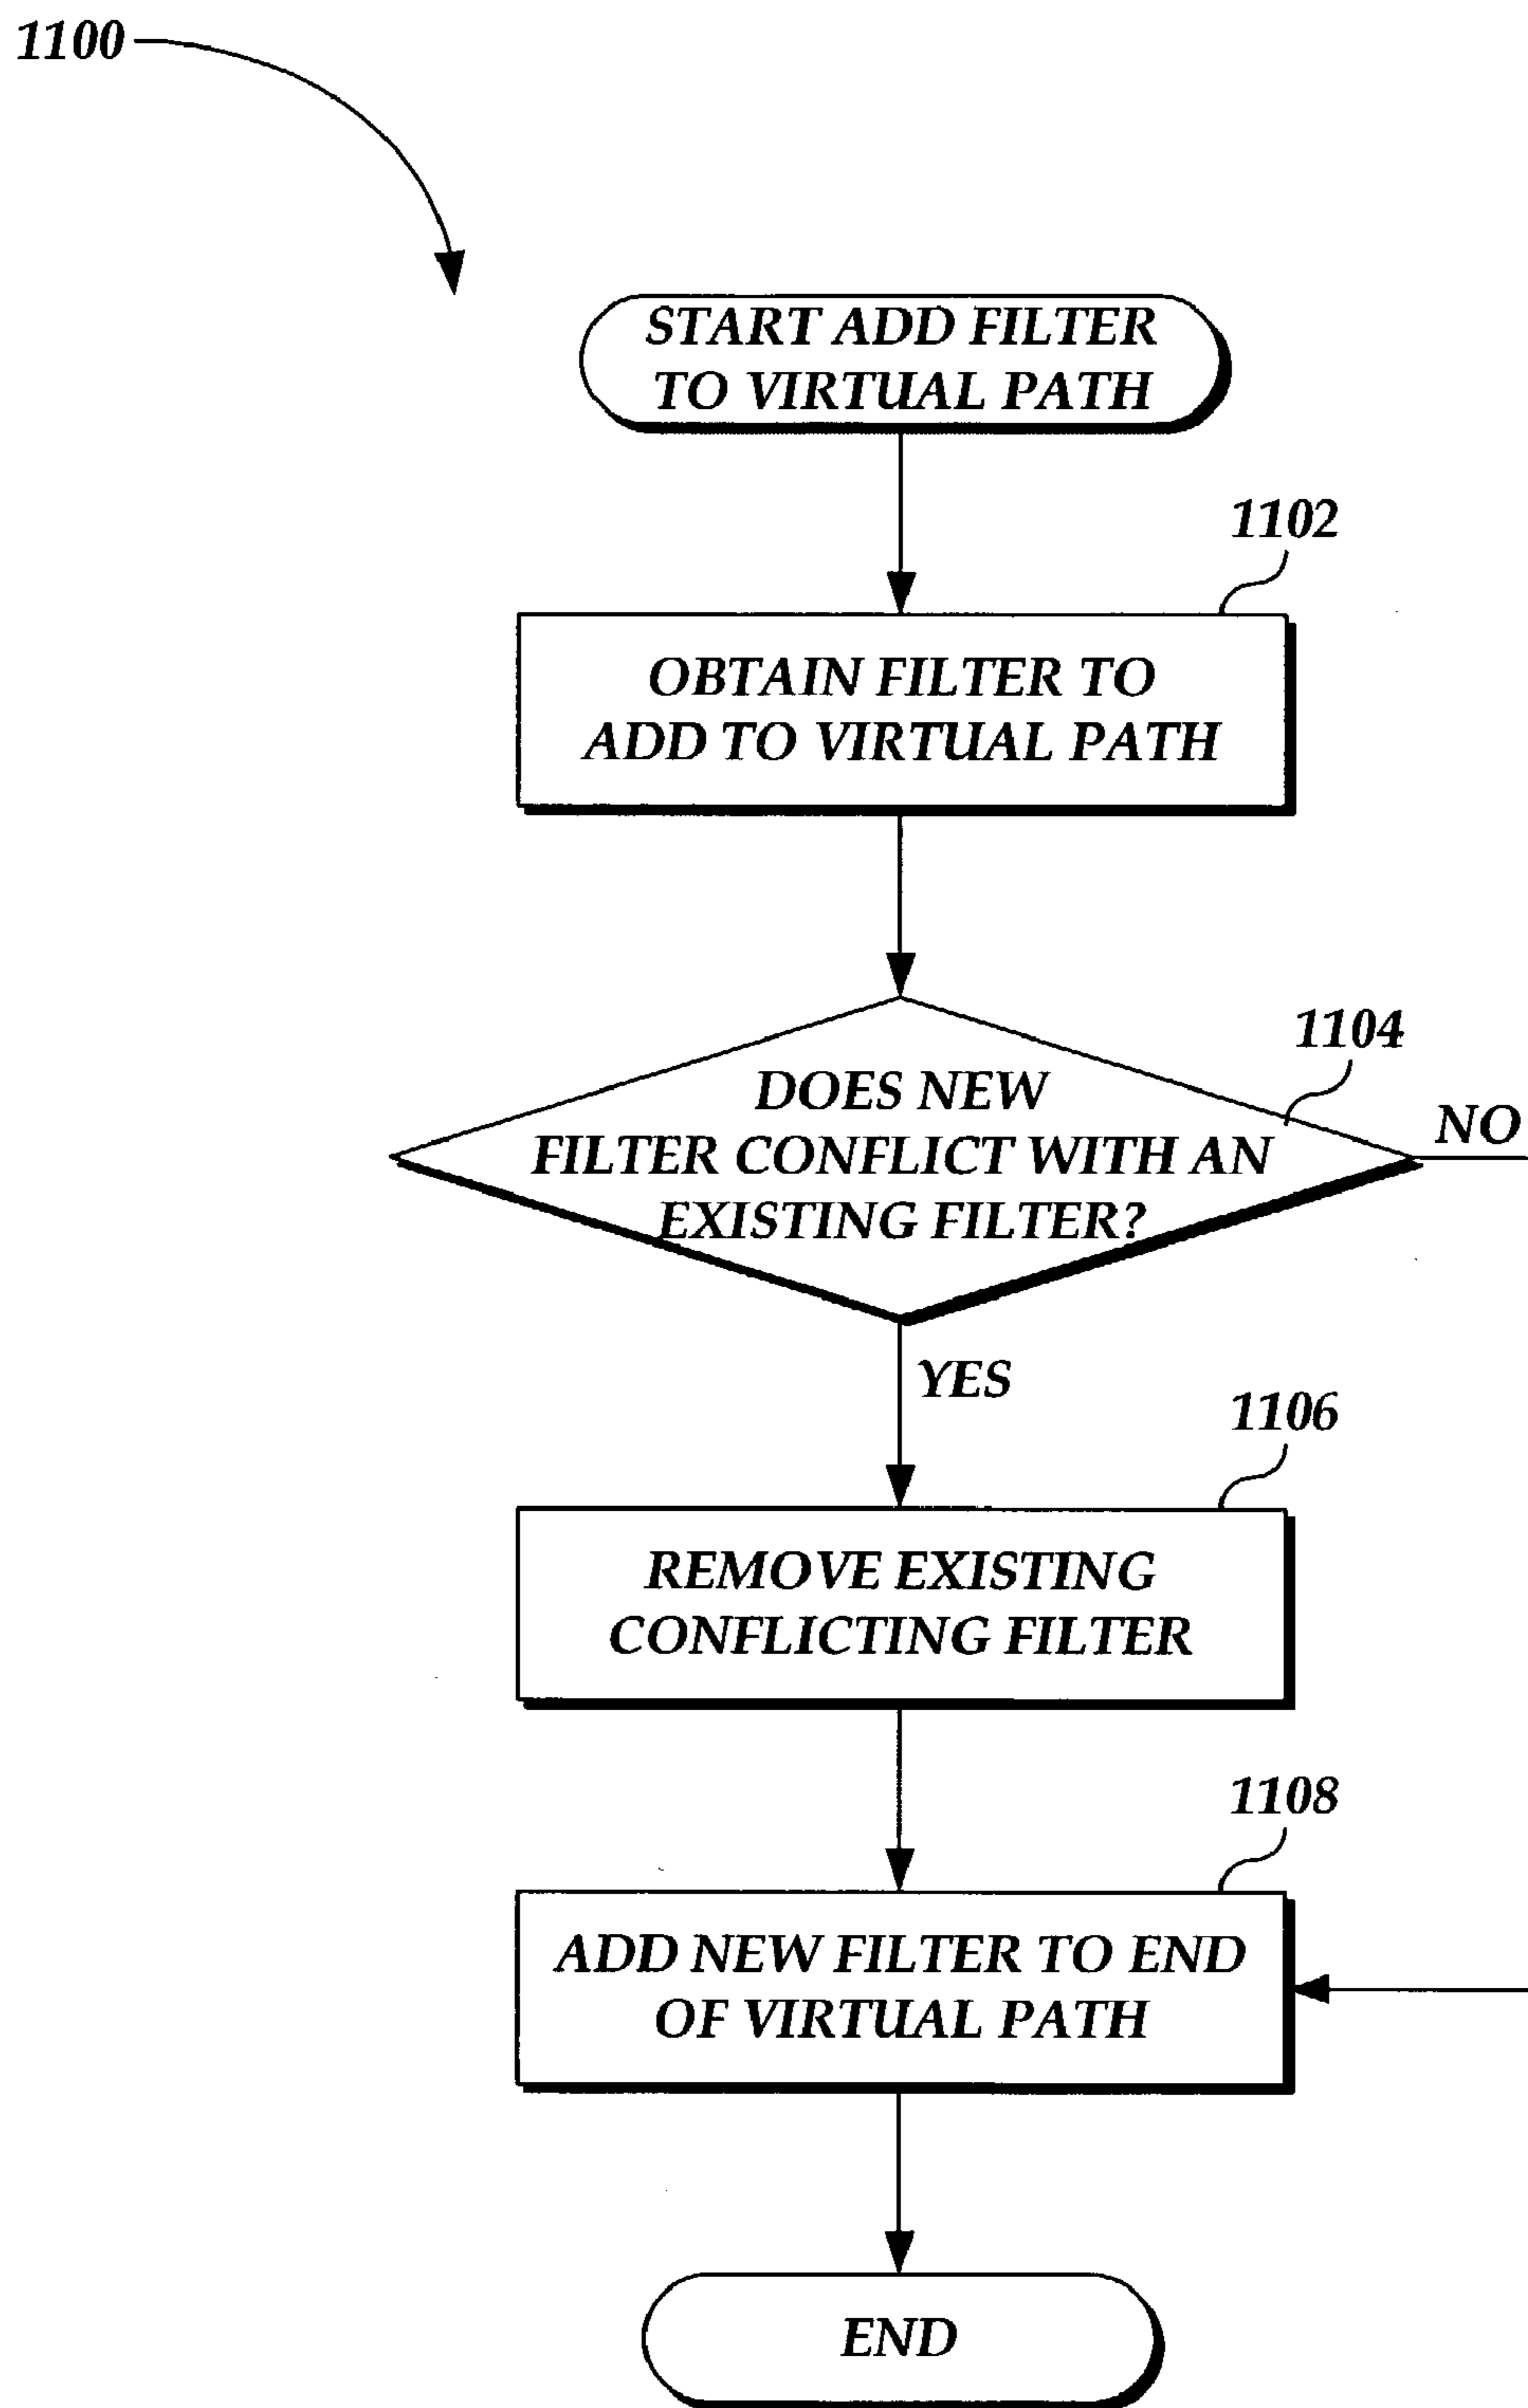 1100
START ADD FILTER
TO VIRTUAL PATH
1102
OBTAIN FILTER TO
ADD TO VIRTUAL PATH
1104
DOES NEW
FILTER CONFLICT WITH AN
EXISTING FILTER?
NO
YES
1106
REMOVE EXISTING
CONFLICTING FILTER
1108
ADD NEW FILTER TO END
OF VIRTUAL PATH
END